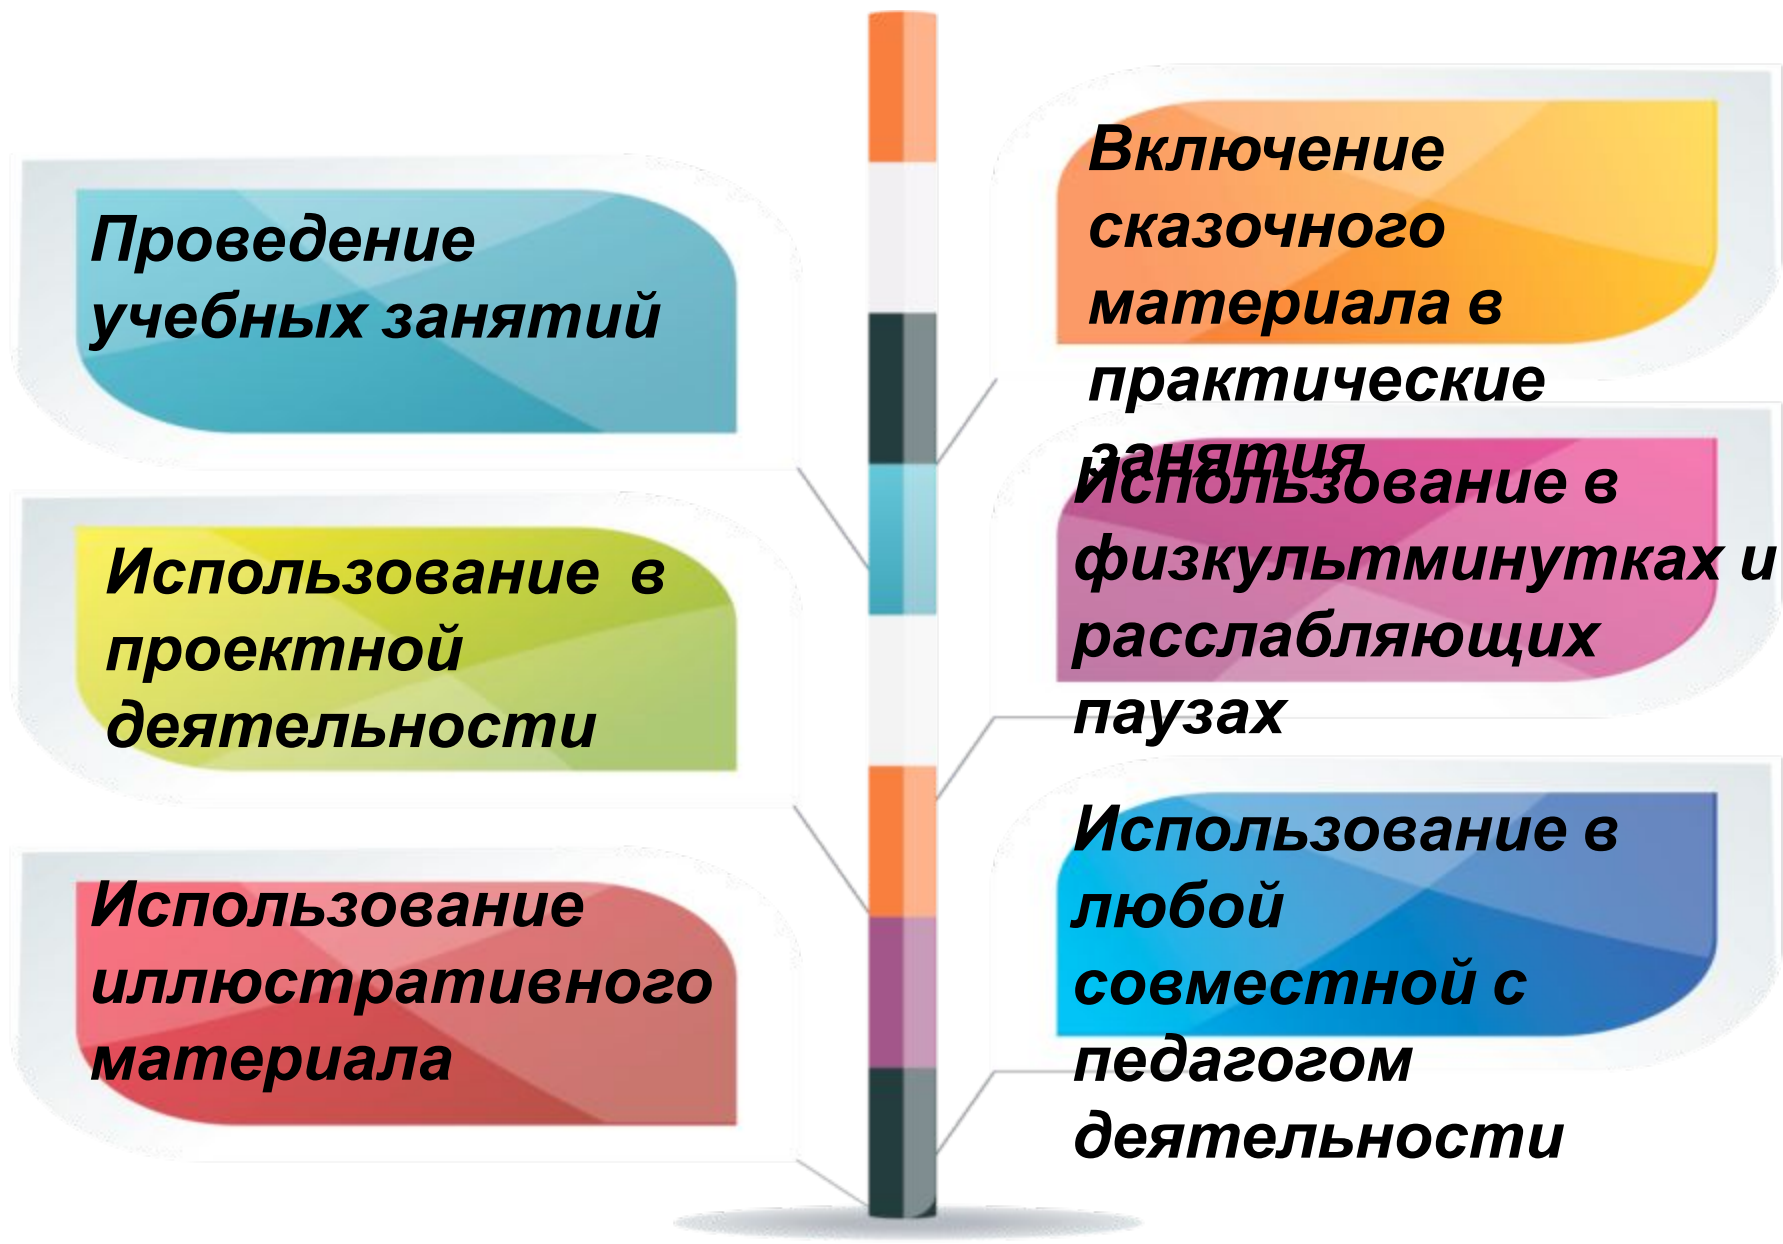 Проведение
учебных занятий
Использование в
проектной
деятельности
Использование
иллюстративного
материала
Включение
сказочного
материала в
практические
занятия
Использование в
физкультминутках и
расслабляющих
паузах
Использование в
любой
совместной с
педагогом
деятельности